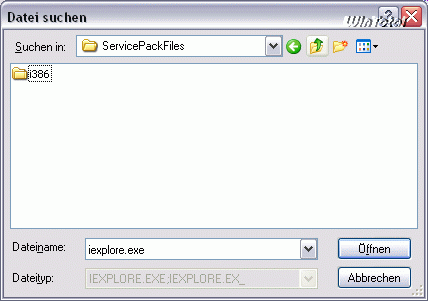 Datei suchen
WinTotal
Suchen in: ServicePackFiles
i386
Dateiname: iexplore.exe Öffnen
Dateityp: IEXPLORE.EXE;IEXPLORE.EX_ Abbrechen